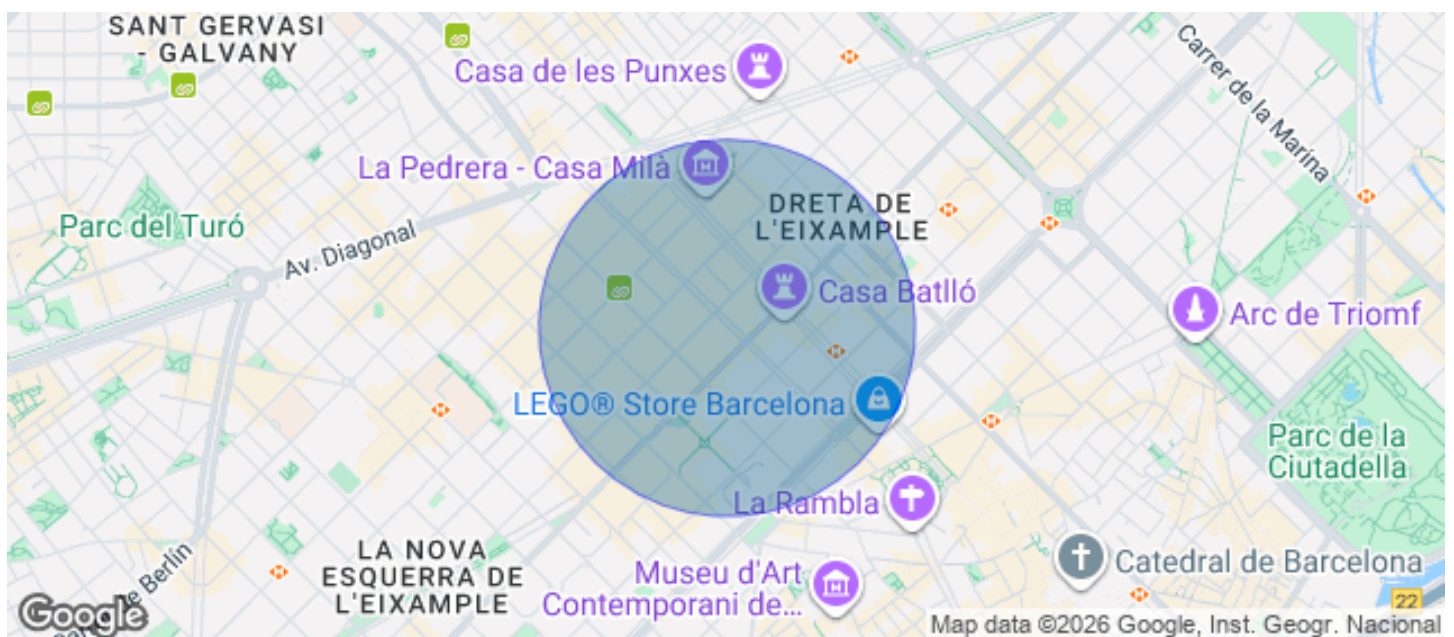 SANT GERVASI
- GALVANY
Casa de les Punxes
Carrer de la Marina
La Pedrera - Casa Milà
DRETA DE
L'EIXAMPLE
Parc del Turó
Av. Diagonal
Casa Batlló
Arc de Triomf
LEGO® Store Barcelona
Parc de la
Ciutadella
La Rambla
LA NOVA
ESQUERRA DE
L'EIXAMPLE
Museu d'Art
Contemporani de...
Catedral de Barcelona
de Berlín
22
Google
Map data ©2026 Google, Inst. Geogr. Nacional